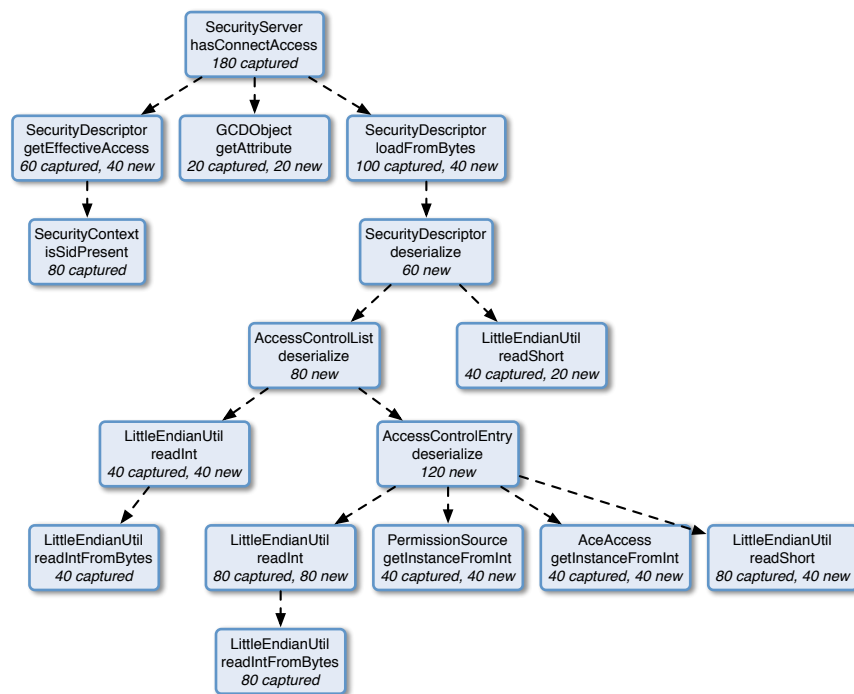 SecurityServer
hasConnectAccess
180 captured
SecurityDescriptor
getEffectiveAccess
60 captured, 40 new
GCDObject
getAttribute
20 captured, 20 new
SecurityDescriptor
loadFromBytes
100 captured, 40 new
SecurityContext
isSidPresent
80 captured
SecurityDescriptor
deserialize
60 new
AccessControlList
deserialize
80 new
LittleEndianUtil
readShort
40 captured, 20 new
LittleEndianUtil
readInt
40 captured, 40 new
AccessControlEntry
deserialize
120 new
LittleEndianUtil
readIntFromBytes
40 captured
LittleEndianUtil
readInt
80 captured, 80 new
PermissionSource
getInstanceFromInt
40 captured, 40 new
AceAccess
getInstanceFromInt
40 captured, 40 new
LittleEndianUtil
readShort
80 captured, 40 new
LittleEndianUtil
readIntFromBytes
80 captured